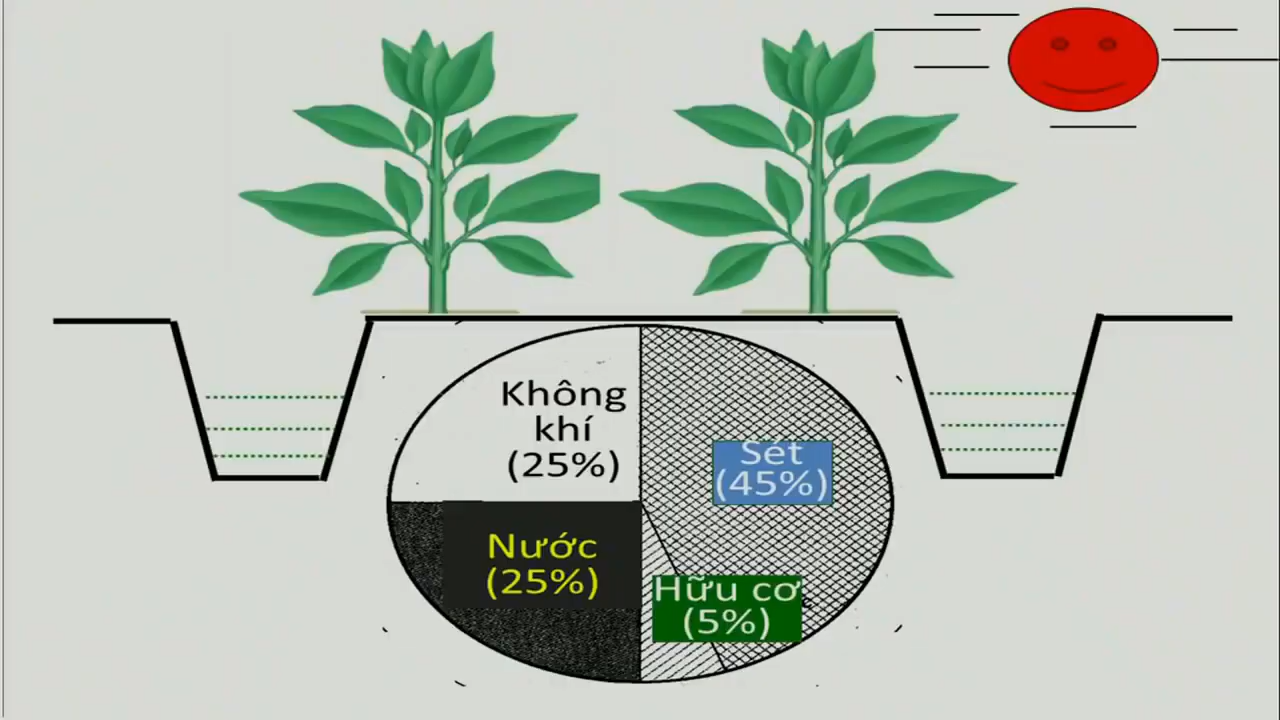 Không
khí
(25%)
Sét
(45%)
Nước
(25%)
Hữu cơ
(5%)